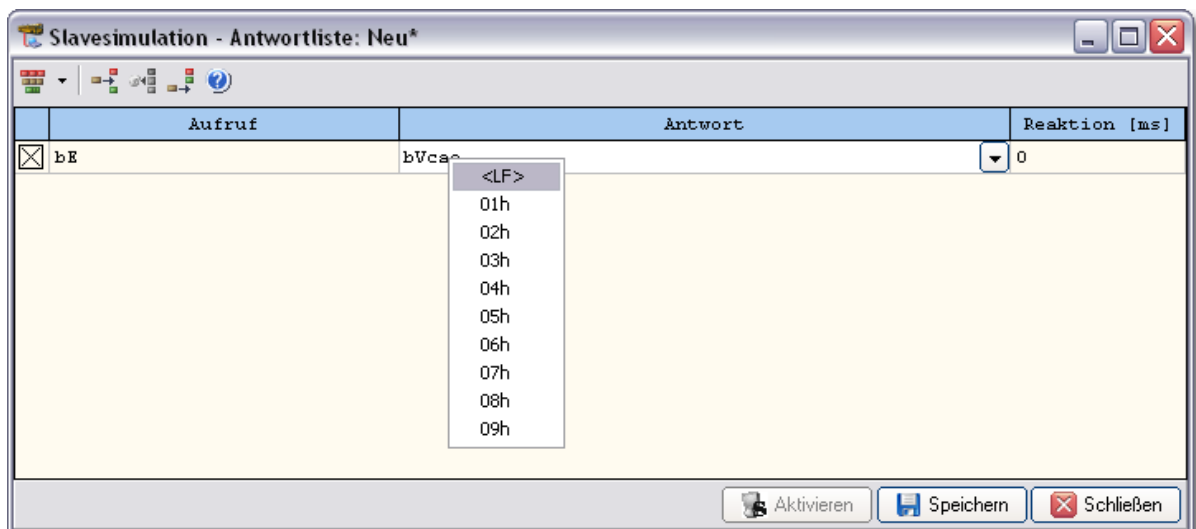 Slavesimulation - Antwortliste: Neu*
Aufruf Antwort Reaktion [ms]
bE 0
<LF>
01h
02h
03h
04h
05h
06h
07h
08h
09h
Aktivieren Speichern Schließen